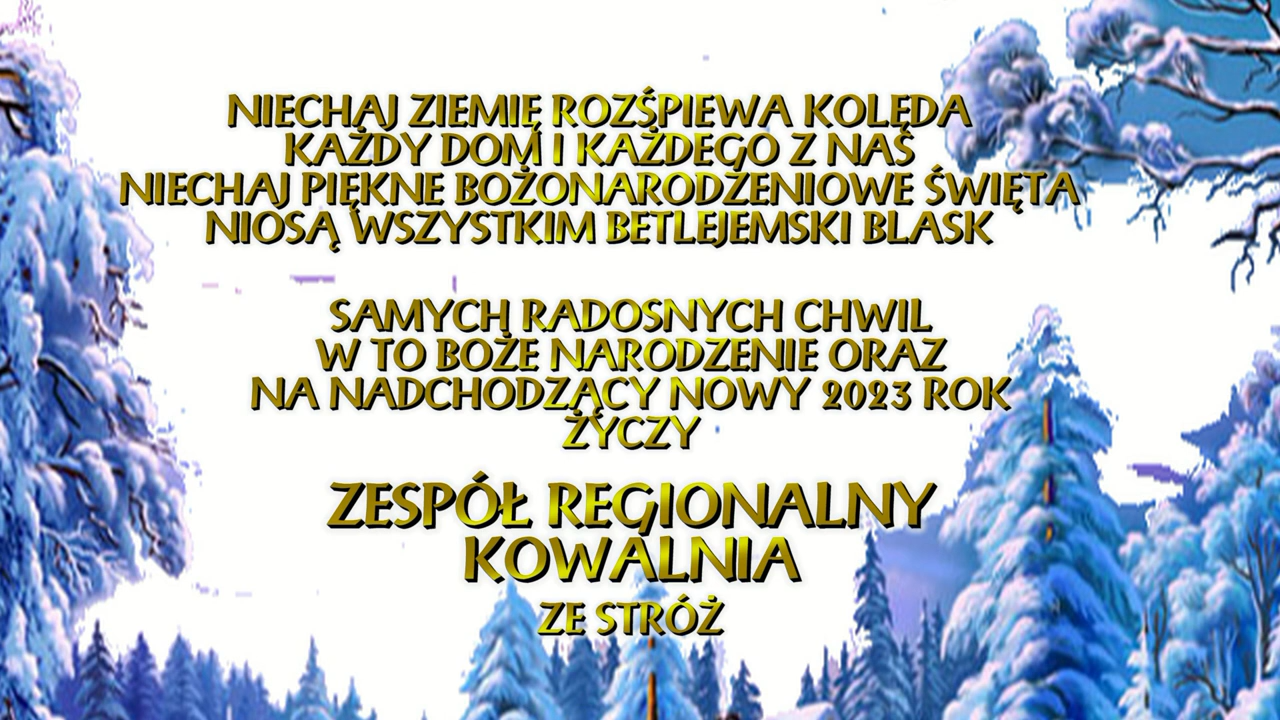 NIECHAJ ZIEMIĘ ROZŚPIEWA KOLĘDA
KAŻDY DOM I KAŻDEGO Z NAS
NIECHAJ PIĘKNE BOŻONARODZENIOWE ŚWIĘTA
NIOSĄ WSZYSTKIM BETLEJEMSKI BLASK
SAMYCH RADOSNYCH CHWIL
W TO BOŻE NARODZENIE ORAZ
NA NADCHODZĄCY NOWY 2023 ROK
ŻYCZY
ZESPÓŁ REGIONALNY
KOWALNIA
ZE STRÓŻ